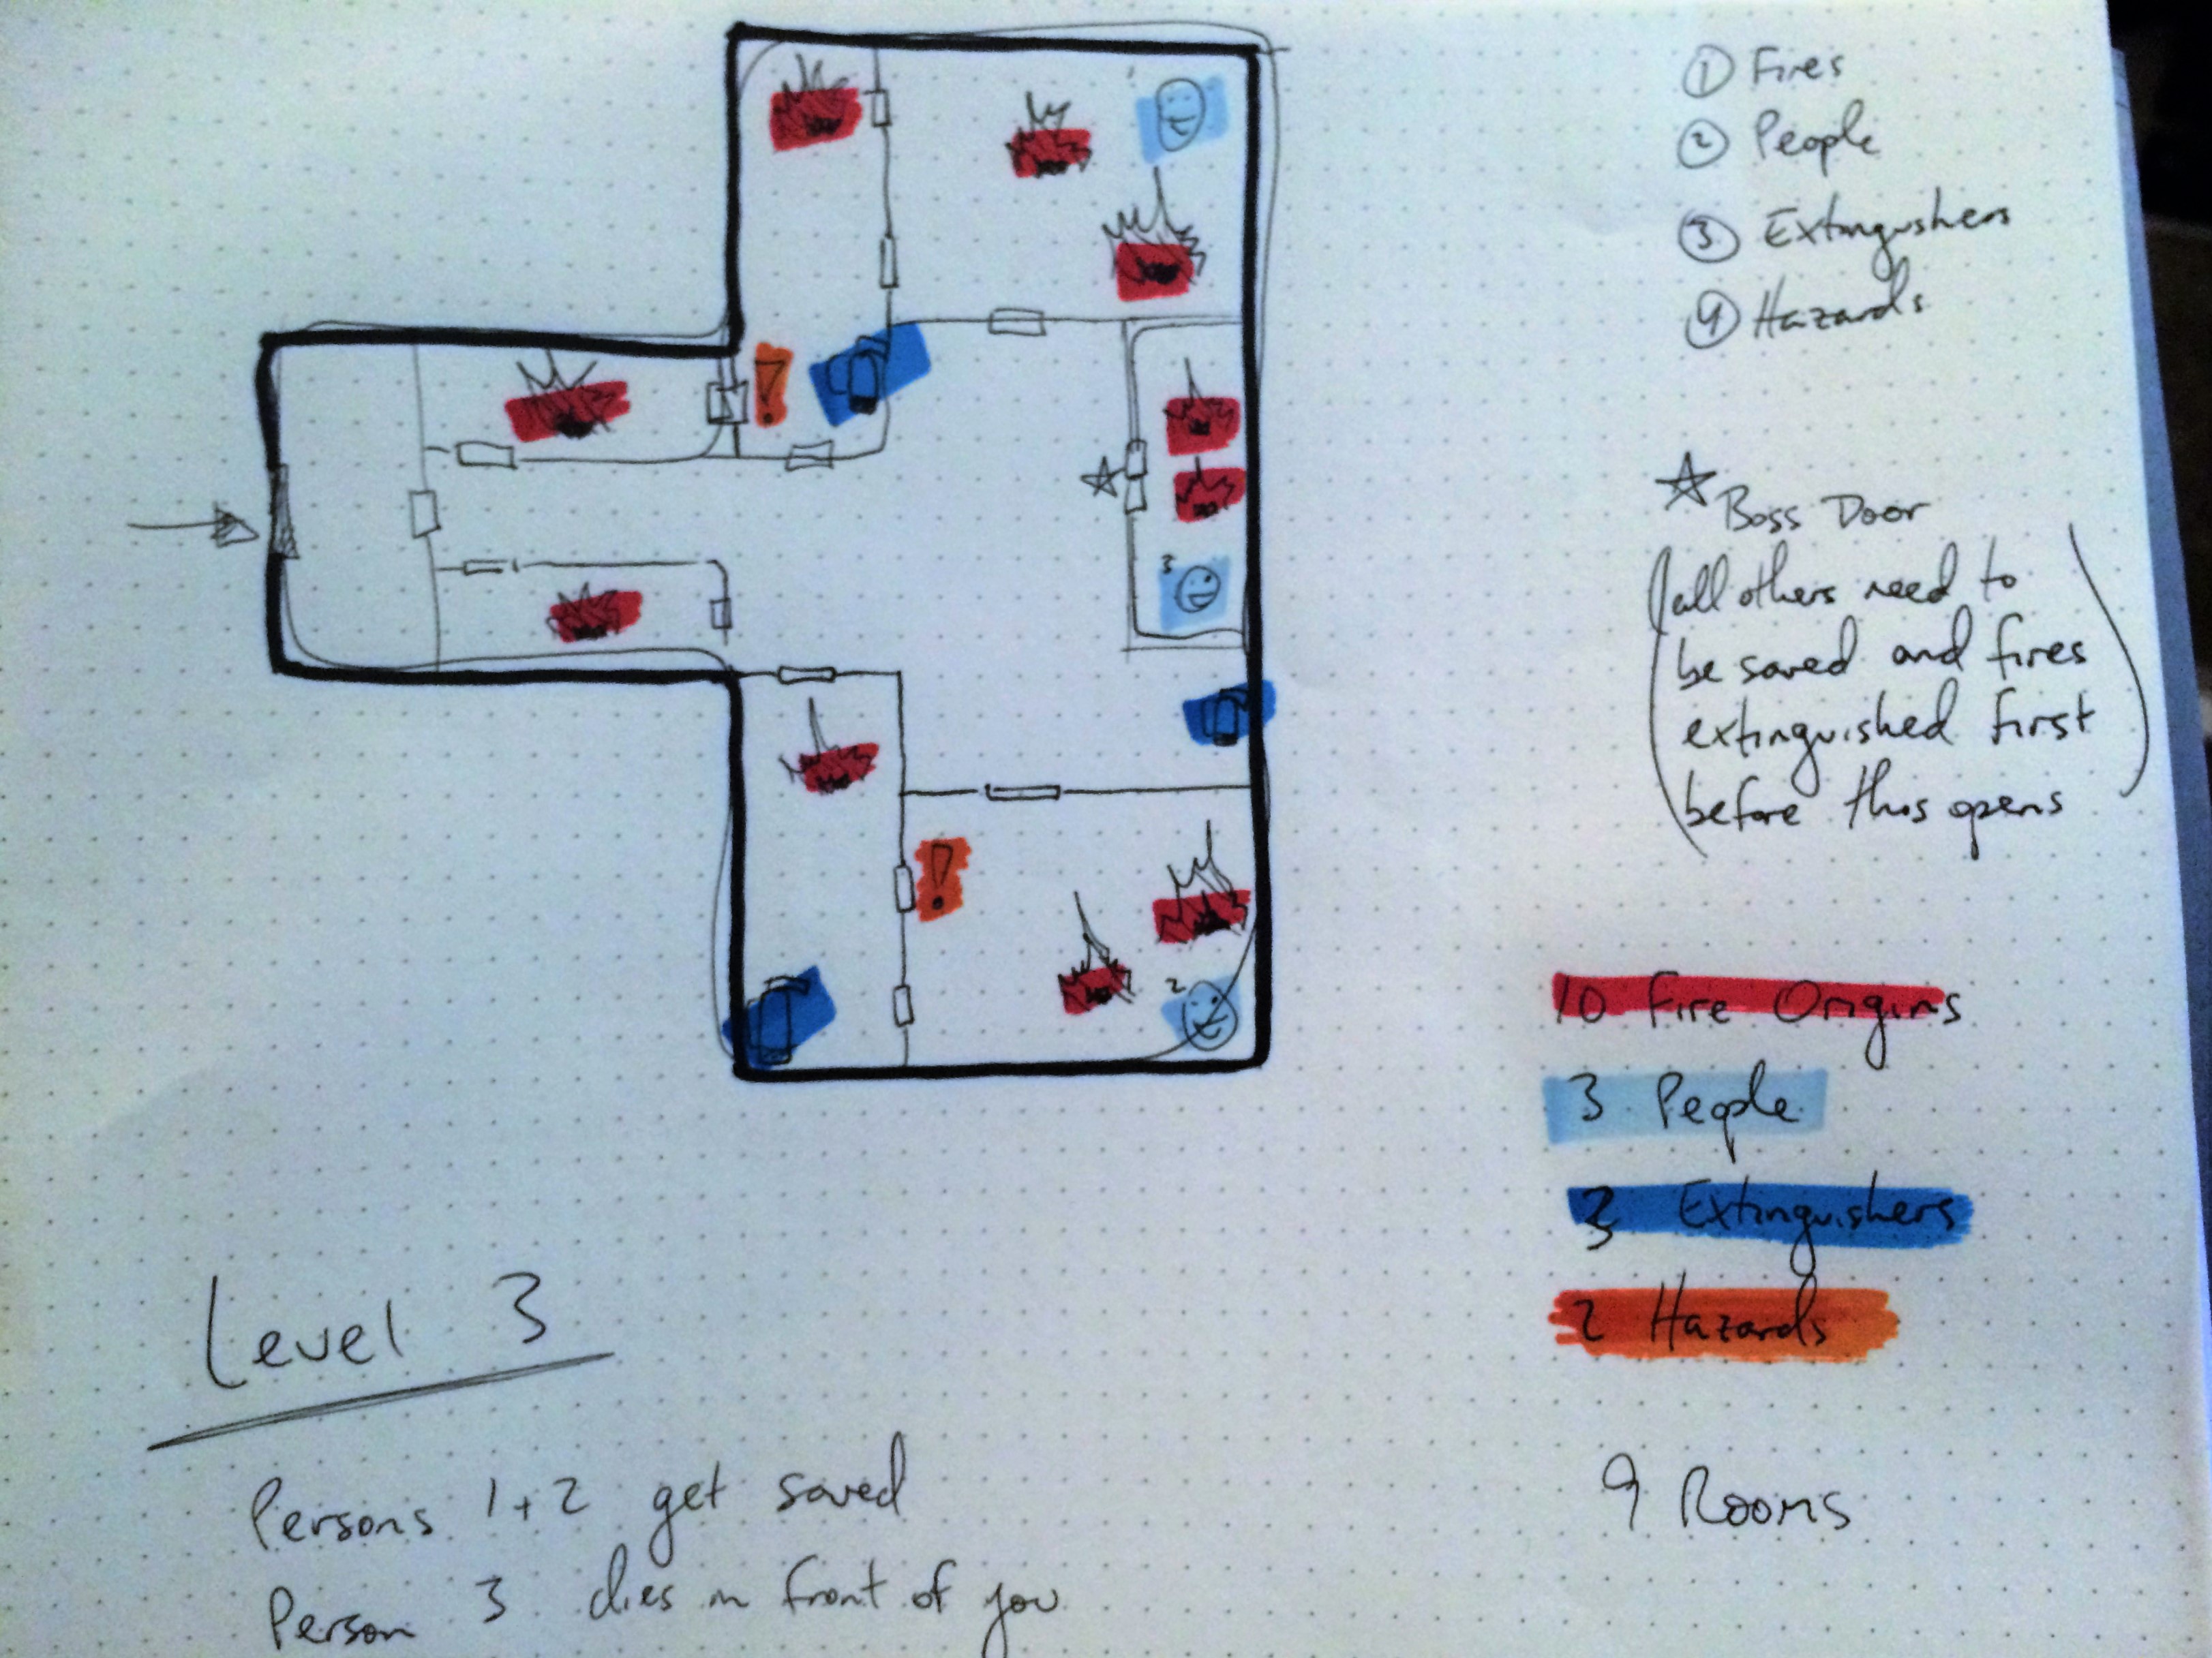 ① Fires
② People
③ Extinguishers
④ Hazards
3
2
☆ Boss Door
(all others need to
be saved and fires
extinguished first
before this opens)
10 Fire Origins
3 People
3 Extinguishers
2 Hazards
9 Rooms
Level 3
Persons 1+2 get saved
Person 3 dies in front of you